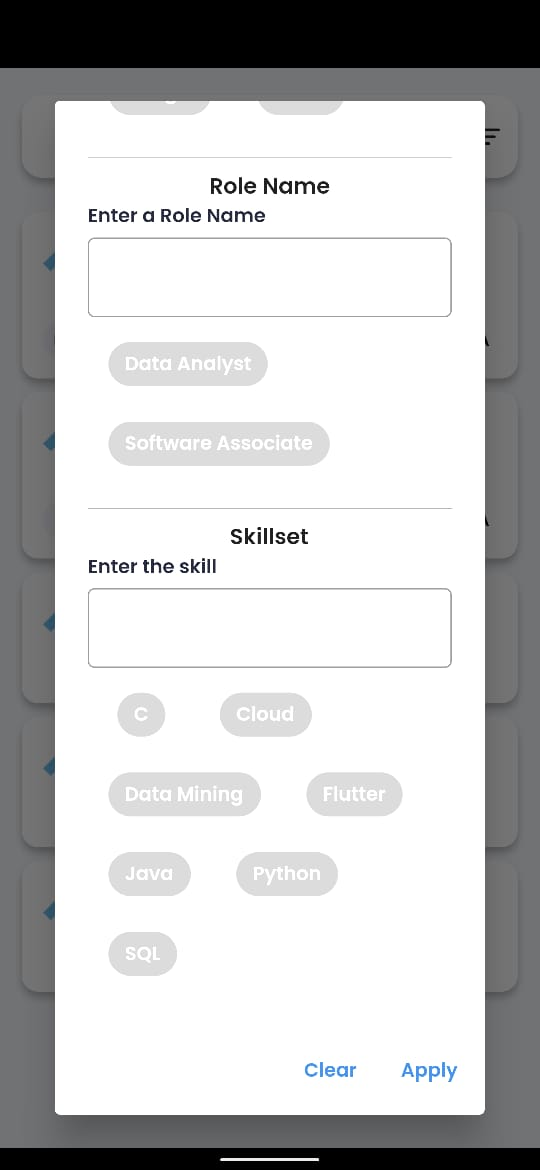 Role Name
Enter a Role Name
Data Analyst
Software Associate
Skillset
Enter the skill
C
Cloud
Data Mining
Flutter
Java
Python
SQL
Clear
Apply